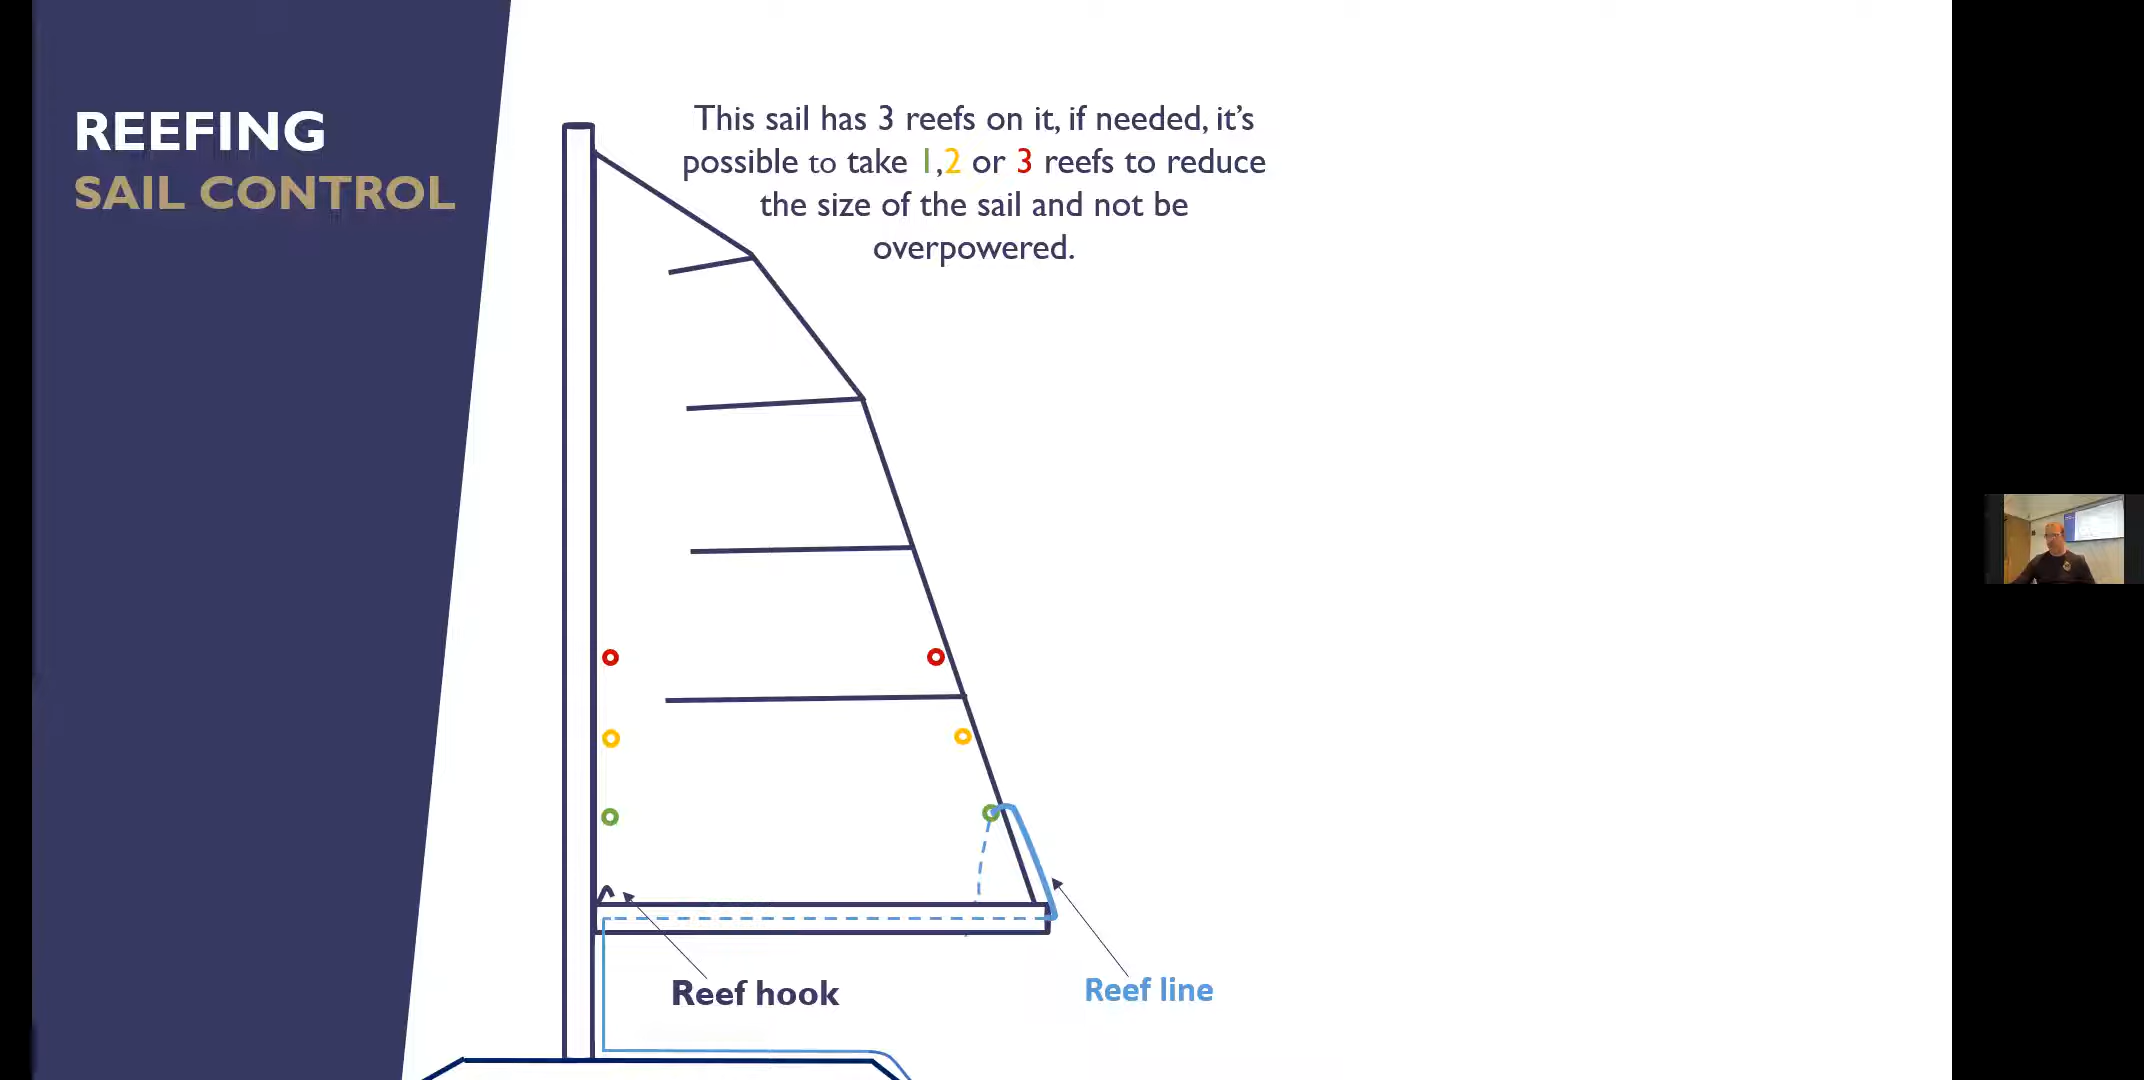 REEFING
SAIL CONTROL
This sail has 3 reefs on it, if needed, it’s
possible to take 1,2 or 3 reefs to reduce
the size of the sail and not be
overpowered.
Reef hook
Reef line